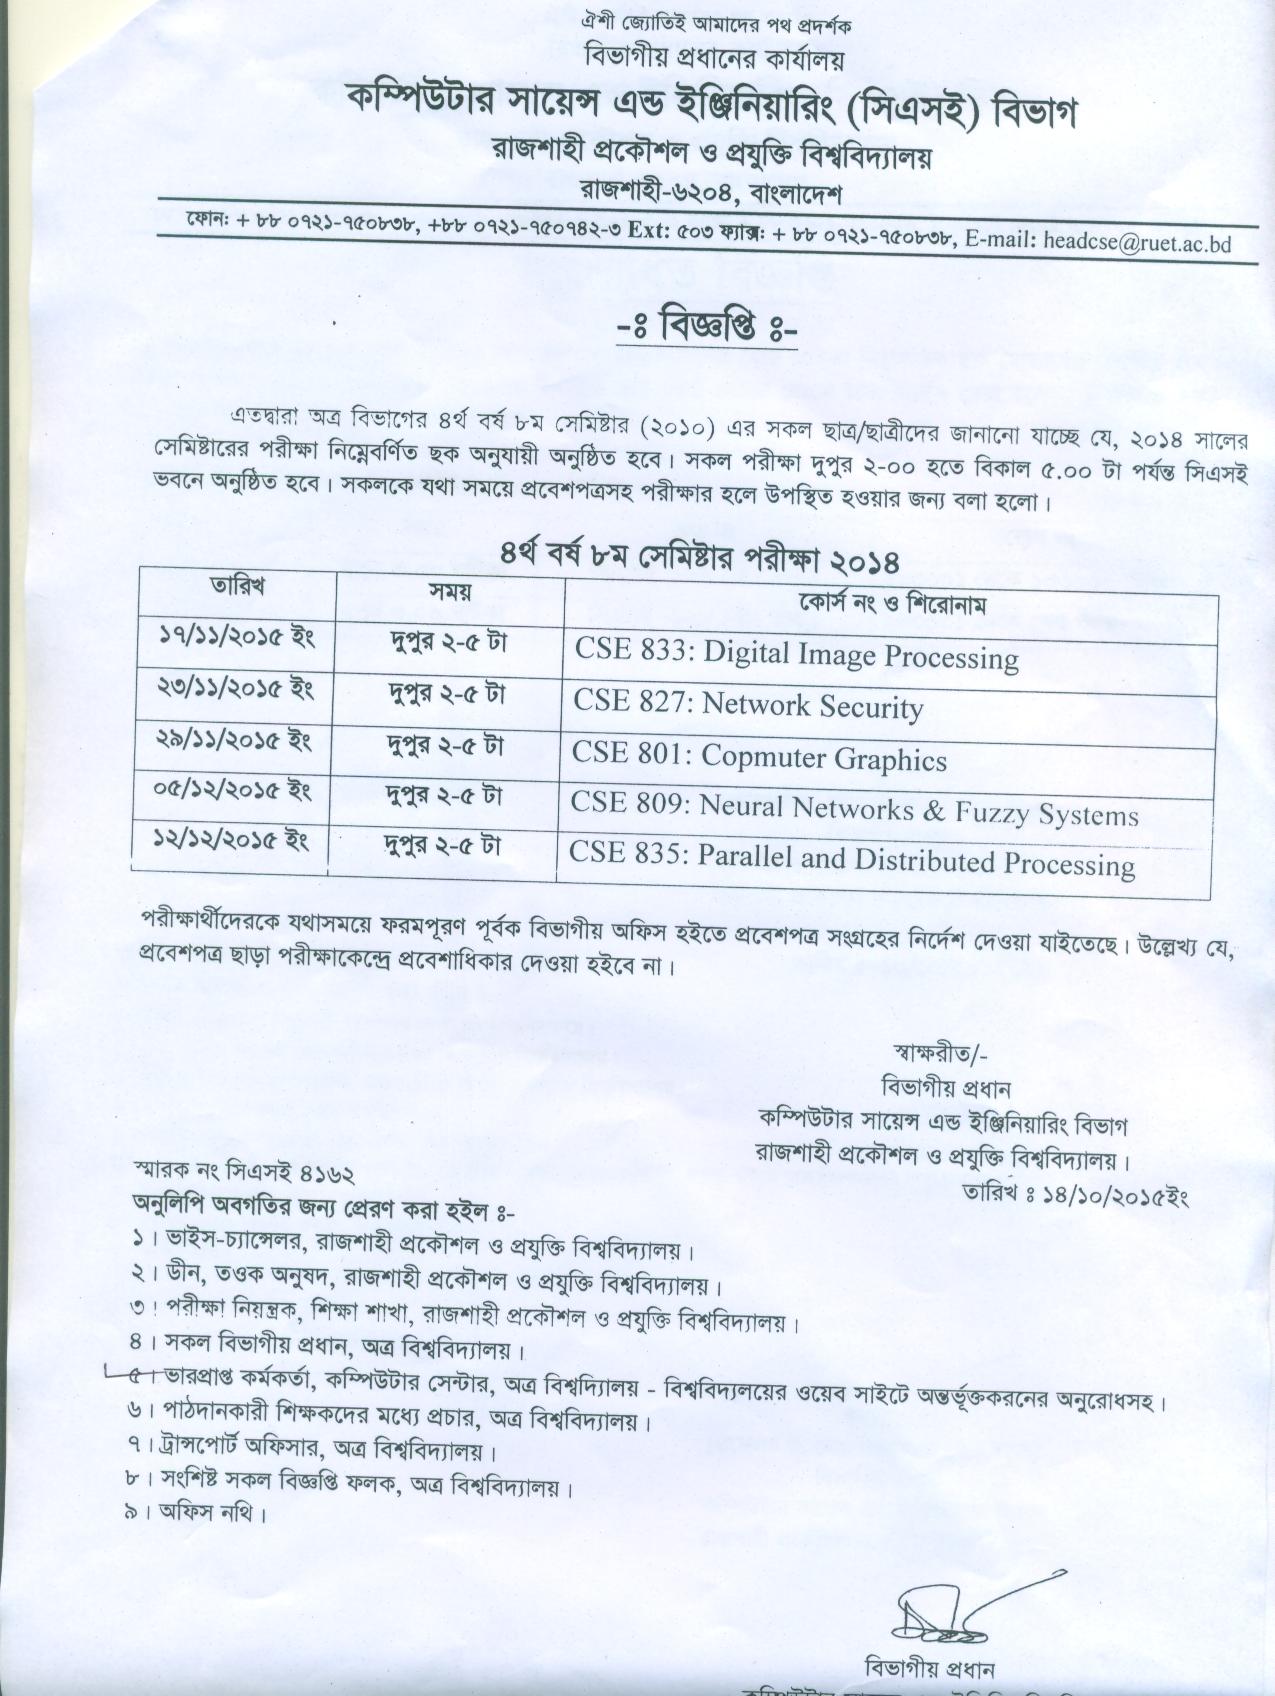 ঐশী জ্যোতিই আমাদের পথ প্রদর্শক
বিভাগীয় প্রধানের কার্যালয়
কম্পিউটার সায়েন্স এন্ড ইঞ্জিনিয়ারিং (সিএসই) বিভাগ
রাজশাহী প্রকৌশল ও প্রযুক্তি বিশ্ববিদ্যালয়
রাজশাহী-৬২০৪, বাংলাদেশ
ফোনঃ + ৮৮ ০৭২১-৭৫০৮৩৮, +৮৮ ০৭২১-৭৫০৭৪২-৩ Ext: ৫০৩ ফ্যাক্সঃ + ৮৮ ০৭২১-৭৫০৮৩৮, E-mail: headcse@ruet.ac.bd
-ঃ বিজ্ঞপ্তি ঃ-
এতদ্বারা অত্র বিভাগের ৪র্থ বর্ষ ৮ম সেমিষ্টার (২০১০) এর সকল ছাত্র/ছাত্রীদের জানানো যাচ্ছে যে, ২০১৪ সালের
সেমিষ্টারের পরীক্ষা নিম্নেবর্ণিত ছক অনুযায়ী অনুষ্ঠিত হবে। সকল পরীক্ষা দুপুর ২-০০ হতে বিকাল ৫.০০ টা পর্যন্ত সিএসই
ভবনে অনুষ্ঠিত হবে। সকলকে যথা সময়ে প্রবেশপত্রসহ পরীক্ষার হলে উপস্থিত হওয়ার জন্য বলা হলো।
৪র্থ বর্ষ ৮ম সেমিষ্টার পরীক্ষা ২০১৪
তারিখ সময় কোর্স নং ও শিরোনাম
১৭/১১/২০১৫ ইং দুপুর ২-৫ টা CSE 833: Digital Image Processing
২৩/১১/২০১৫ ইং দুপুর ২-৫ টা CSE 827: Network Security
২৯/১১/২০১৫ ইং দুপুর ২-৫ টা CSE 801: Copmuter Graphics
০৫/১২/২০১৫ ইং দুপুর ২-৫ টা CSE 809: Neural Networks & Fuzzy Systems
১২/১২/২০১৫ ইং দুপুর ২-৫ টা CSE 835: Parallel and Distributed Processing
পরীক্ষার্থীদেরকে যথাসময়ে ফরমপূরণ পূর্বক বিভাগীয় অফিস হইতে প্রবেশপত্র সংগ্রহের নির্দেশ দেওয়া যাইতেছে। উল্লেখ্য যে,
প্রবেশপত্র ছাড়া পরীক্ষাকেন্দ্রে প্রবেশাধিকার দেওয়া হইবে না।
স্বাক্ষরীত/-
বিভাগীয় প্রধান
কম্পিউটার সায়েন্স এন্ড ইঞ্জিনিয়ারিং বিভাগ
রাজশাহী প্রকৌশল ও প্রযুক্তি বিশ্ববিদ্যালয়।
স্মারক নং সিএসই ৪১৬২
তারিখ ঃ ১৪/১০/২০১৫ইং
অনুলিপি অবগতির জন্য প্রেরণ করা হইল ঃ-
১। ভাইস-চ্যান্সেলর, রাজশাহী প্রকৌশল ও প্রযুক্তি বিশ্ববিদ্যালয়।
২। ডীন, তওক অনুষদ, রাজশাহী প্রকৌশল ও প্রযুক্তি বিশ্ববিদ্যালয়।
৩। পরীক্ষা নিয়ন্ত্রক, শিক্ষা শাখা, রাজশাহী প্রকৌশল ও প্রযুক্তি বিশ্ববিদ্যালয়।
৪। সকল বিভাগীয় প্রধান, অত্র বিশ্ববিদ্যালয়।
৫। ভারপ্রাপ্ত কর্মকর্তা, কম্পিউটার সেন্টার, অত্র বিশ্বদ্যিালয় - বিশ্ববিদ্যলয়ের ওয়েব সাইটে অন্তর্ভূক্তকরনের অনুরোধসহ।
৬। পাঠদানকারী শিক্ষকদের মধ্যে প্রচার, অত্র বিশ্ববিদ্যালয়।
৭। ট্রান্সপোর্ট অফিসার, অত্র বিশ্ববিদ্যালয়।
৮। সংশিষ্ট সকল বিজ্ঞপ্তি ফলক, অত্র বিশ্ববিদ্যালয়।
৯। অফিস নথি।
বিভাগীয় প্রধান